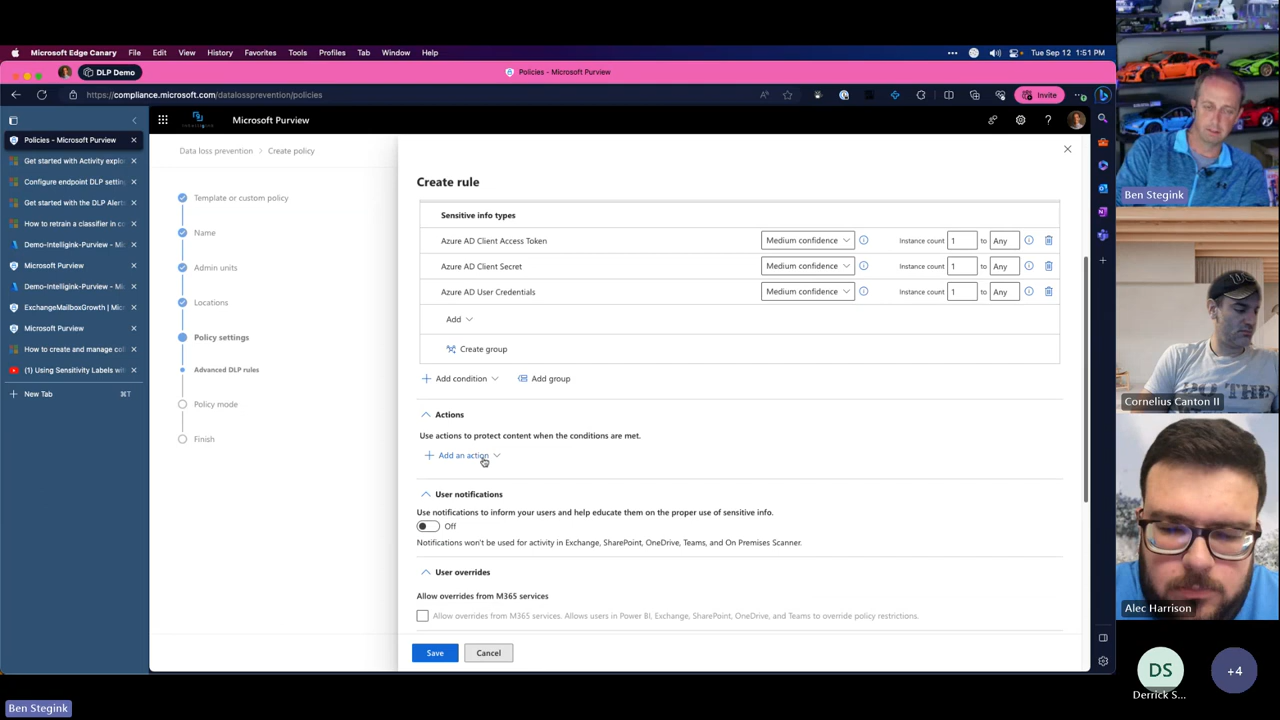 Microsoft Edge Canary File Edit View History Favorites Tools Profiles Tab Window Help
Tue Sep 12 1:51 PM
DLP Demo
Policies - Microsoft Purview
https://compliance.microsoft.com/datalossprevention/policies
Invite
Policies - Microsoft Purview
Get started with Activity explo
Configure endpoint DLP settin
Get started with the DLP Alert
How to retrain a classifier in co
Demo-Intelligink-Purview - Mi
Microsoft Purview
Demo-Intelligink-Purview - Mi
ExchangeMailboxGrowth | Mic
Microsoft Purview
How to create and manage col
(1) Using Sensitivity Labels wit
New Tab ⌘T
Microsoft Purview
Data loss prevention > Create policy
Template or custom policy
Name
Admin units
Locations
Policy settings
Advanced DLP rules
Policy mode
Finish
Create rule
Sensitive info types
Azure AD Client Access Token Medium confidence Instance count 1 to Any
Azure AD Client Secret Medium confidence Instance count 1 to Any
Azure AD User Credentials Medium confidence Instance count 1 to Any
Add
Create group
Add condition Add group
Actions
Use actions to protect content when the conditions are met.
Add an action
User notifications
Use notifications to inform your users and help educate them on the proper use of sensitive info.
Off
Notifications won't be used for activity in Exchange, SharePoint, OneDrive, Teams, and On Premises Scanner.
User overrides
Allow overrides from M365 services
Allow overrides from M365 services. Allows users in Power BI, Exchange, SharePoint, OneDrive, and Teams to override policy restrictions.
Save Cancel
Ben Stegink
Cornelius Canton II
Alec Harrison
DS
Derrick S...
+4
Ben Stegink